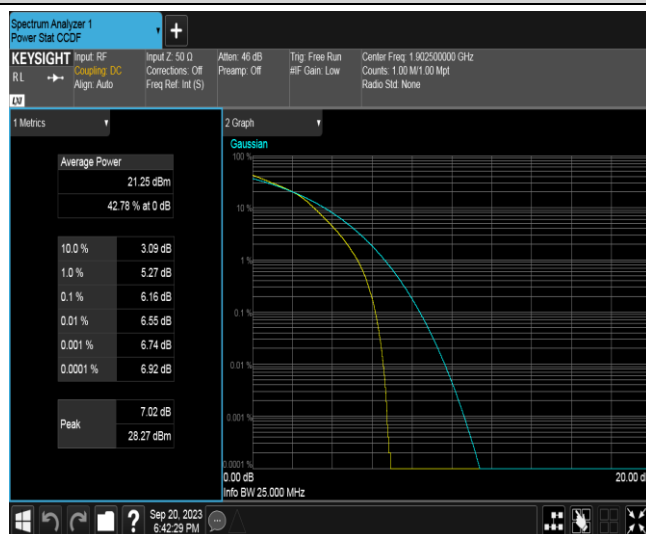 Spectrum Analyzer 1
Power Stat CCDF
+
KEYSIGHT
RL
LXI
Input: RF
Coupling: DC
Align: Auto
Input Z: 50 Ω
Corrections: Off
Freq Ref: Int (S)
Atten: 46 dB
Preamp: Off
Trig: Free Run
#IF Gain: Low
Center Freq: 1.902500000 GHz
Counts: 1.00 M/1.00 Mpt
Radio Std: None
1 Metrics
Average Power
21.25 dBm
42.78 % at 0 dB
10.0 % 3.09 dB
1.0 % 5.27 dB
0.1 % 6.16 dB
0.01 % 6.55 dB
0.001 % 6.74 dB
0.0001 % 6.92 dB
Peak
7.02 dB
28.27 dBm
2 Graph
Gaussian
100 %
10 %
1 %
0.1 %
0.01 %
0.001 %
0.0001 %
0.00 dB
20.00 d
Info BW 25.000 MHz
?
Sep 20, 2023
6:42:29 PM